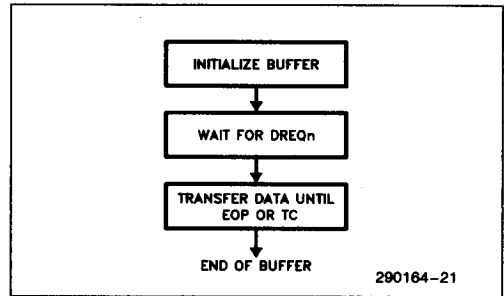 INITIALIZE BUFFER
WAIT FOR DREQn
TRANSFER DATA UNTIL
EOP OR TC
END OF BUFFER
290164-21